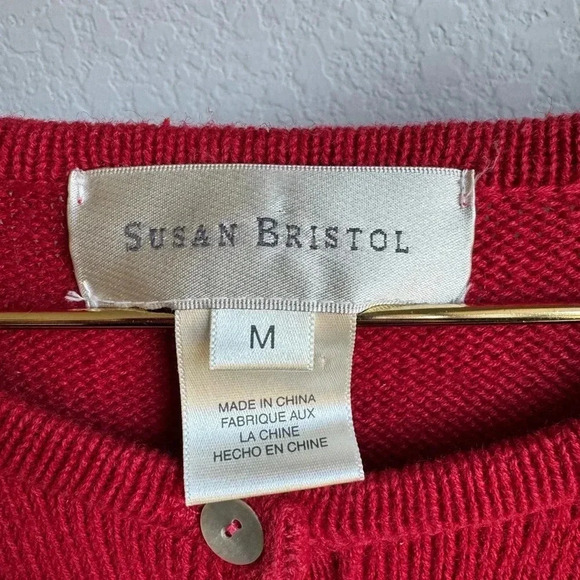 SUSAN BRISTOL
M
MADE IN CHINA
FABRIQUE AUX
LA CHINE
HECHO EN CHINE